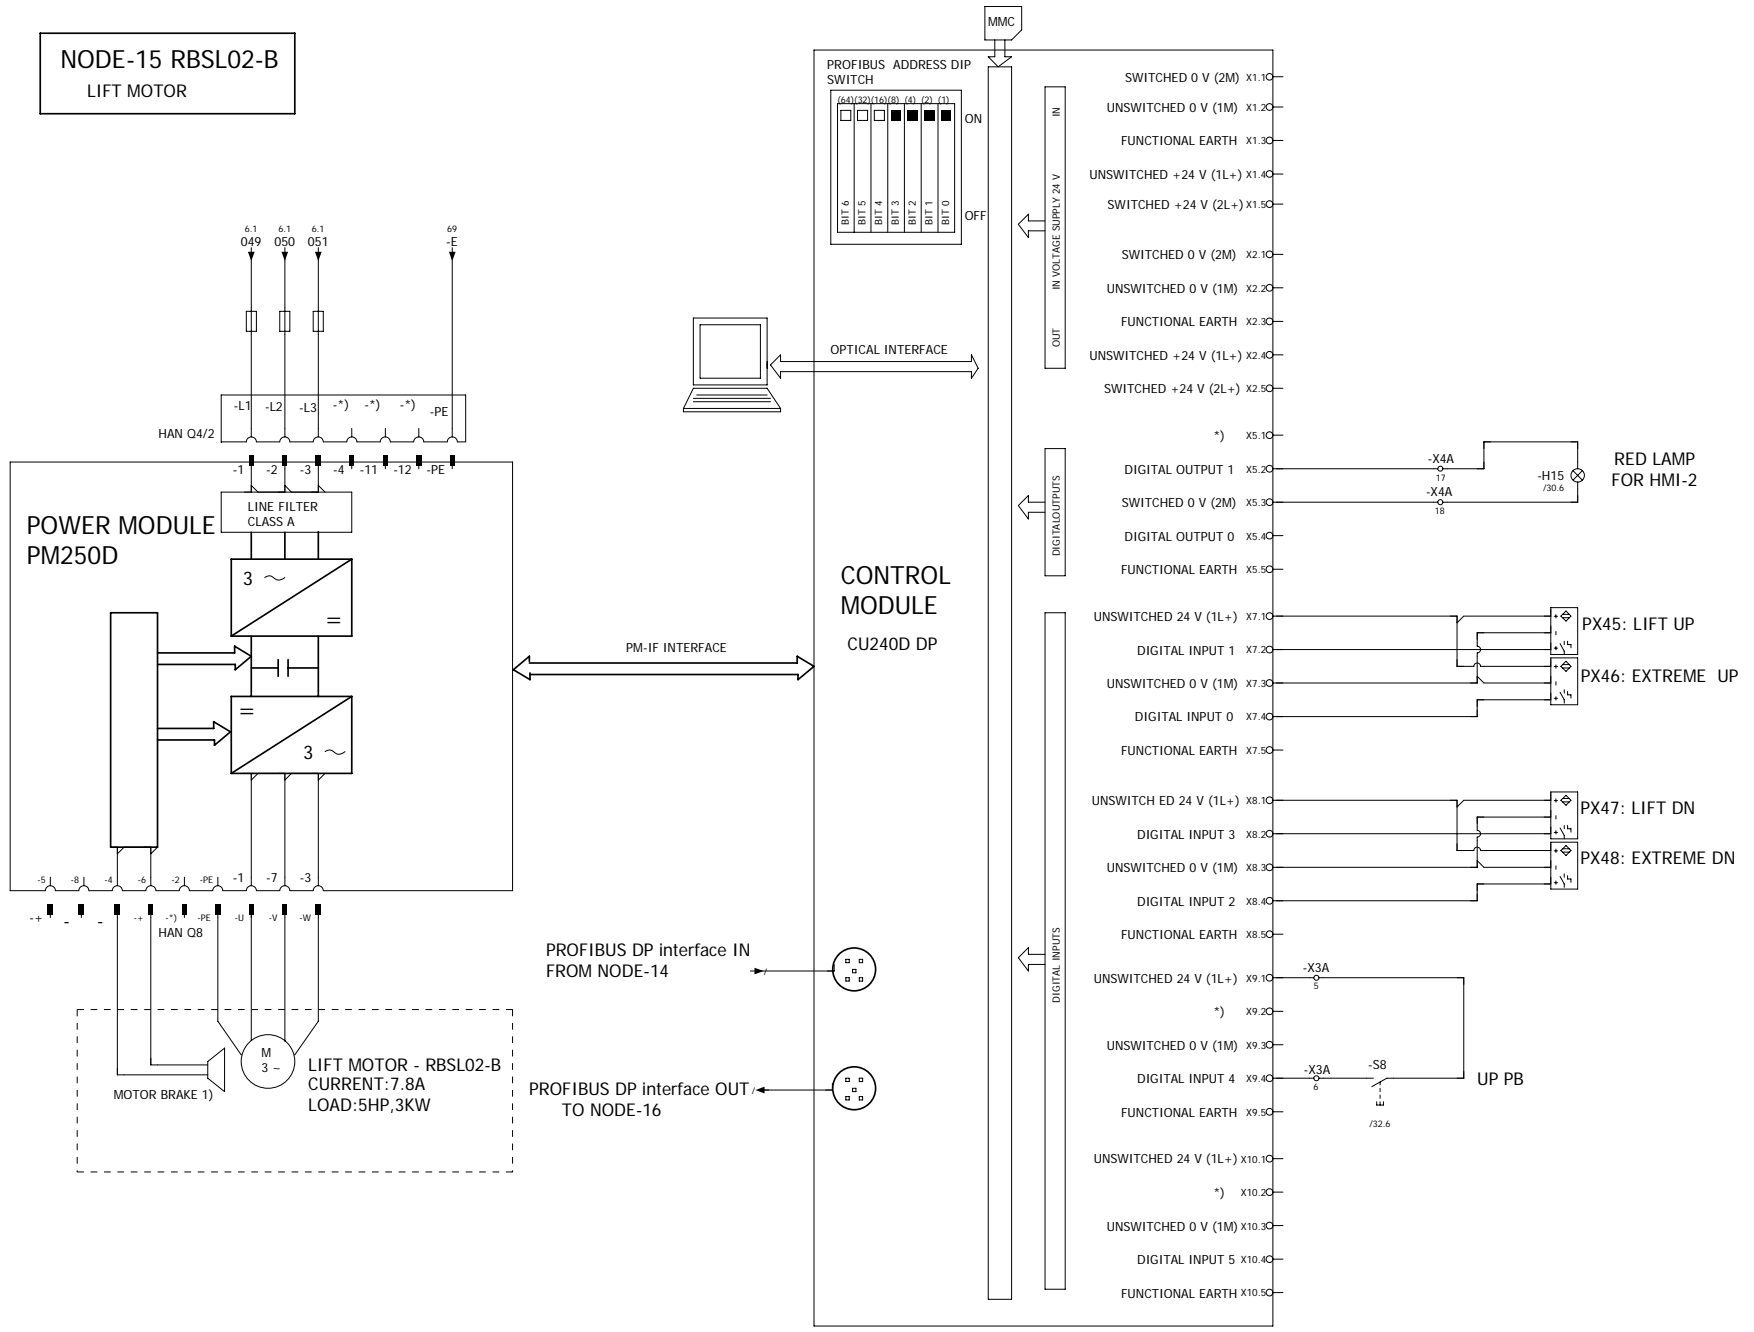 NODE-15 RBSL02-B
LIFT MOTOR
6.1 6.1 6.1 69
049 050 051 -E
-L1 -L2 -L3 -*) -*) -*) -PE
HAN Q4/2
-1 -2 -3 -4 -11 -12 -PE
LINE FILTER
CLASS A
POWER MODULE
PM250D
3 ~
=
=
3 ~
-5 -8 -4 -6 -2 -PE -1 -7 -3
-+ - - -+ -*) -PE -U -V -W
HAN Q8
M
3 ~
MOTOR BRAKE 1)
LIFT MOTOR - RBSL02-B
CURRENT:7.8A
LOAD:5HP,3KW
PM-IF INTERFACE
OPTICAL INTERFACE
PROFIBUS DP interface IN
FROM NODE-14
PROFIBUS DP interface OUT
TO NODE-16
MMC
PROFIBUS ADDRESS DIP
SWITCH
(64)(32)(16)(8) (4) (2) (1)
ON
OFF
BIT 6
BIT 5
BIT 4
BIT 3
BIT 2
BIT 1
BIT 0
CONTROL
MODULE
CU240D DP
IN
IN VOLTAGE SUPPLY 24 V
OUT
DIGITALOUTPUTS
DIGITAL INPUTS
SWITCHED 0 V (2M) X1.1
UNSWITCHED 0 V (1M) X1.2
FUNCTIONAL EARTH X1.3
UNSWITCHED +24 V (1L+) X1.4
SWITCHED +24 V (2L+) X1.5
SWITCHED 0 V (2M) X2.1
UNSWITCHED 0 V (1M) X2.2
FUNCTIONAL EARTH X2.3
UNSWITCHED +24 V (1L+) X2.4
SWITCHED +24 V (2L+) X2.5
*) X5.1
DIGITAL OUTPUT 1 X5.2
SWITCHED 0 V (2M) X5.3
DIGITAL OUTPUT 0 X5.4
FUNCTIONAL EARTH X5.5
-X4A
17
-X4A
18
-H15
/30.6
RED LAMP
FOR HMI-2
UNSWITCHED 24 V (1L+) X7.1
DIGITAL INPUT 1 X7.2
UNSWITCHED 0 V (1M) X7.3
DIGITAL INPUT 0 X7.4
FUNCTIONAL EARTH X7.5
PX45: LIFT UP
PX46: EXTREME UP
UNSWITCH ED 24 V (1L+) X8.1
DIGITAL INPUT 3 X8.2
UNSWITCHED 0 V (1M) X8.3
DIGITAL INPUT 2 X8.4
FUNCTIONAL EARTH X8.5
PX47: LIFT DN
PX48: EXTREME DN
UNSWITCHED 24 V (1L+) X9.1
*) X9.2
UNSWITCHED 0 V (1M) X9.3
DIGITAL INPUT 4 X9.4
FUNCTIONAL EARTH X9.5
-X3A
5
-X3A
6
-S8
/32.6
UP PB
UNSWITCHED 24 V (1L+) X10.1
*) X10.2
UNSWITCHED 0 V (1M) X10.3
DIGITAL INPUT 5 X10.4
FUNCTIONAL EARTH X10.5